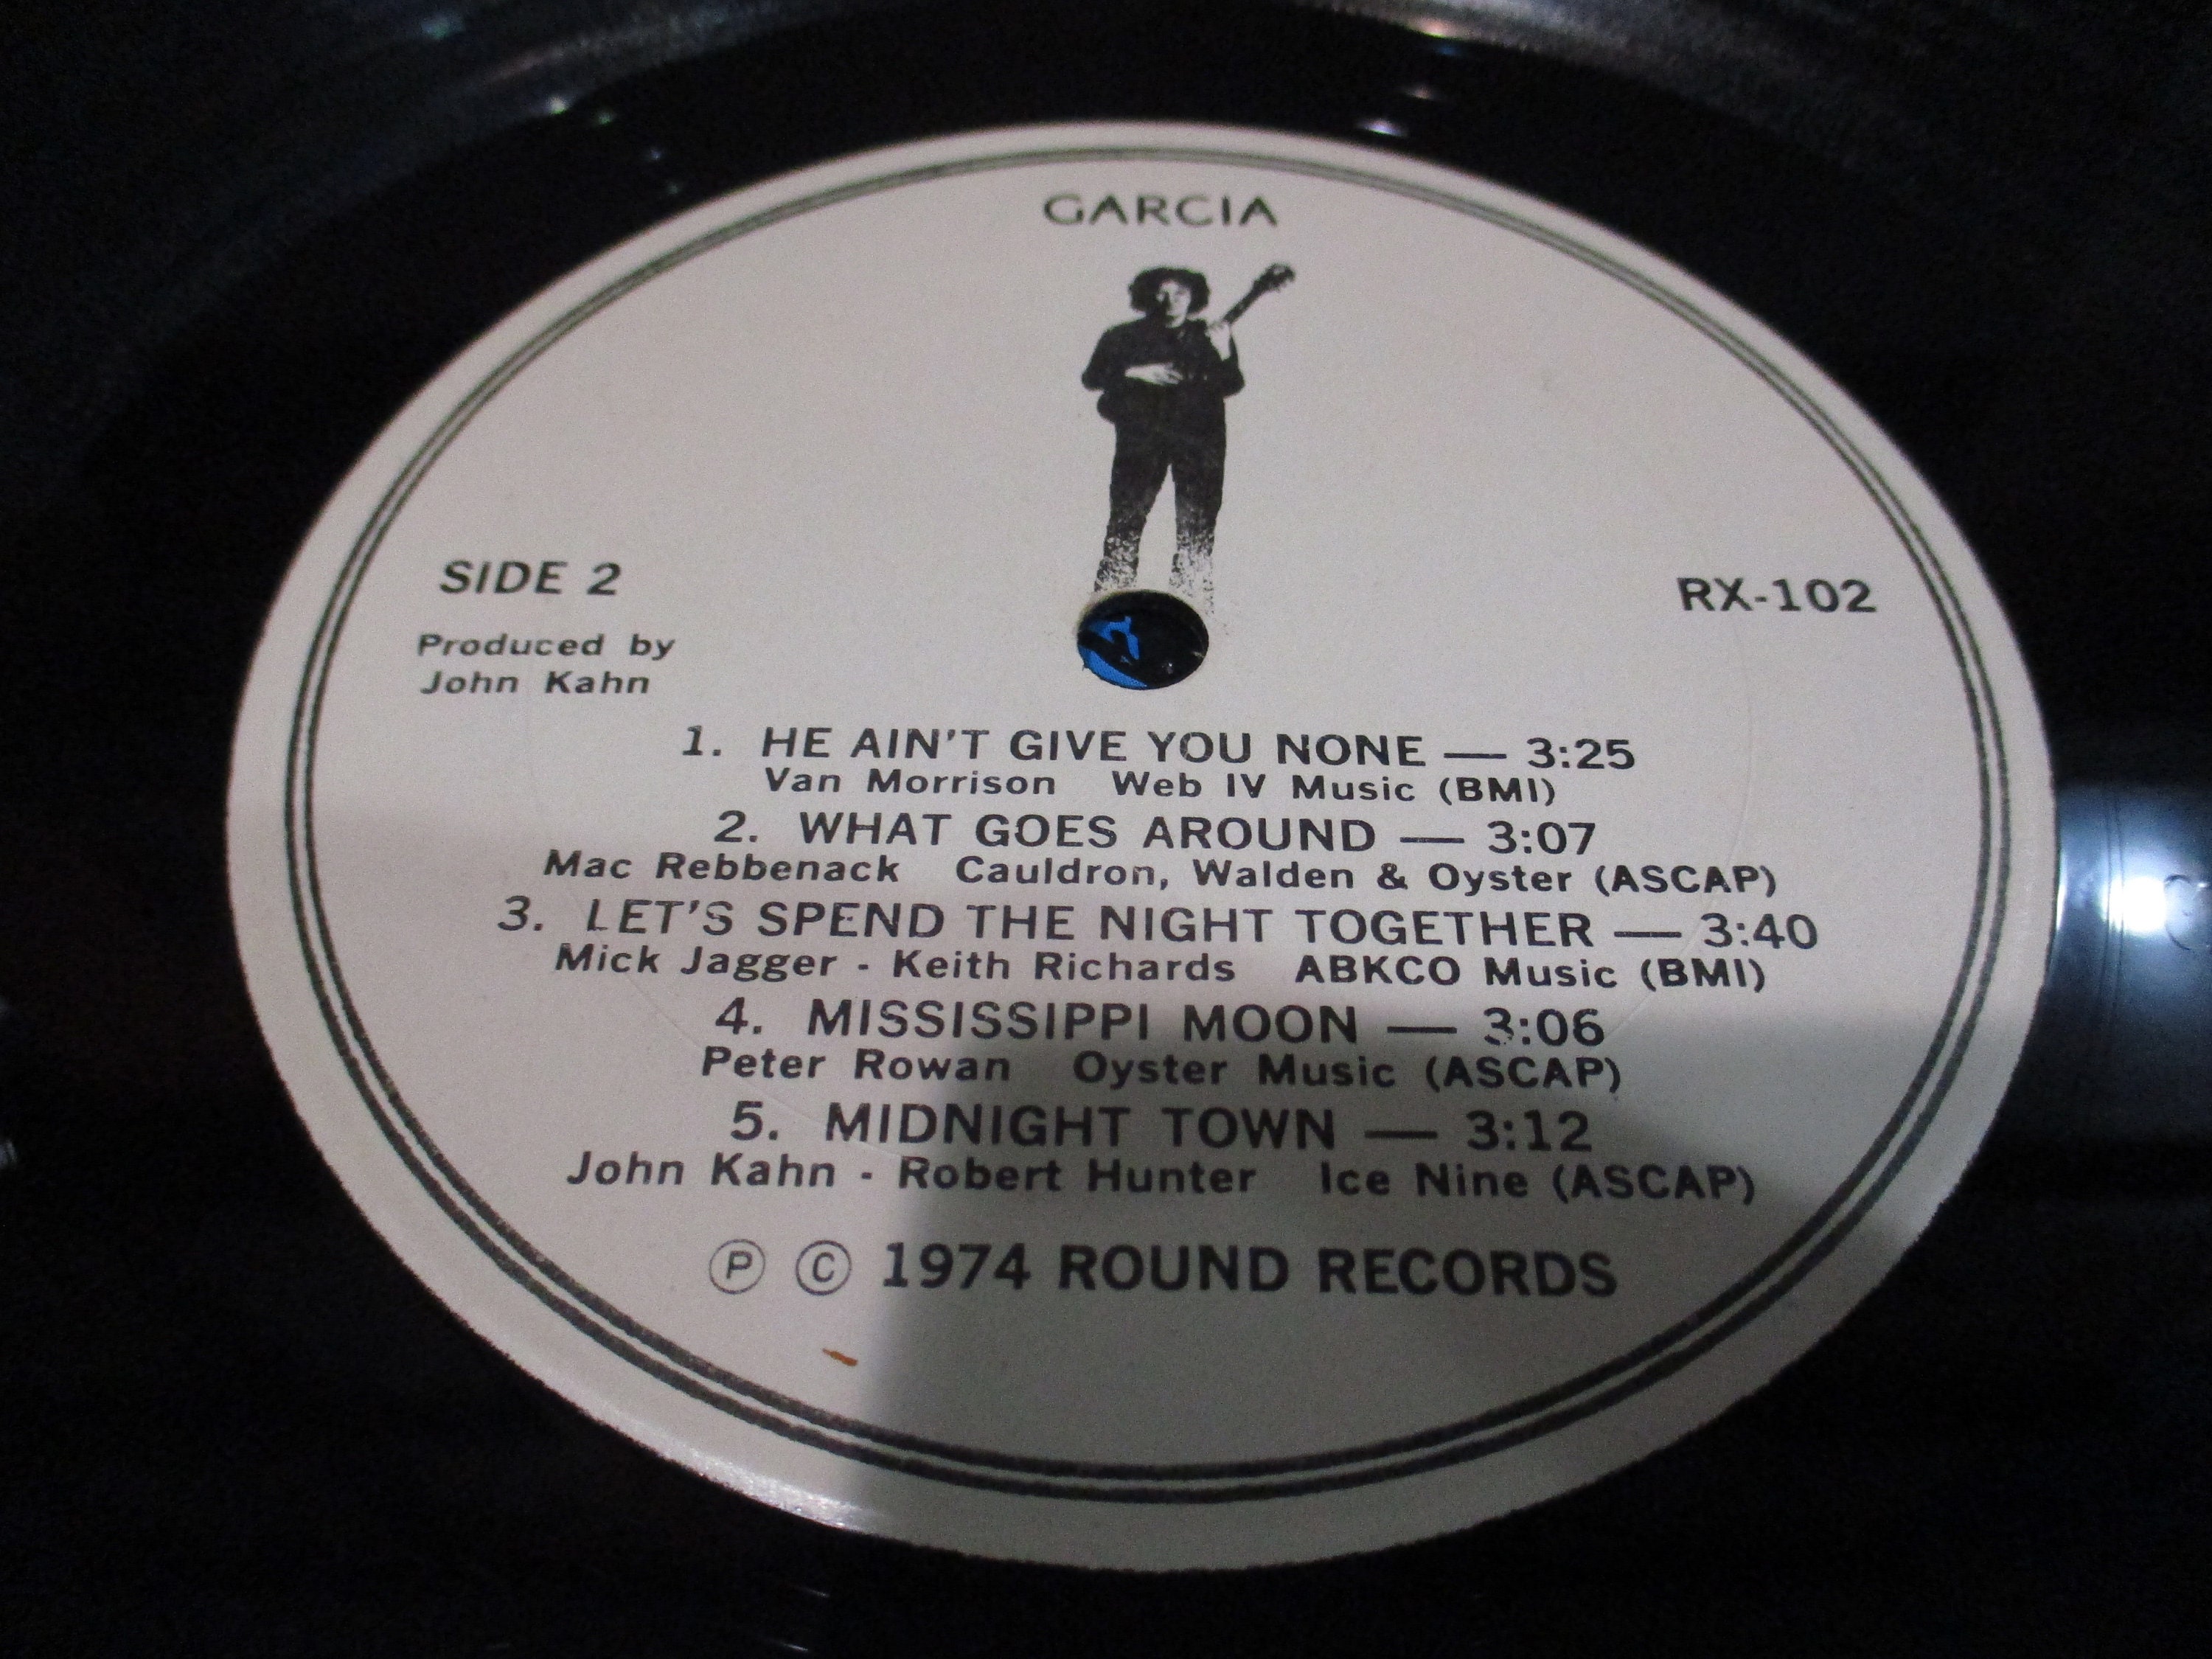 GARCIA
SIDE 2
RX-102
Produced by
John Kahn
1. HE AIN'T GIVE YOU NONE — 3:25
Van Morrison Web IV Music (BMI)
2. WHAT GOES AROUND — 3:07
Mac Rebbenack Cauldron, Walden & Oyster (ASCAP)
3. LET'S SPEND THE NIGHT TOGETHER — 3:40
Mick Jagger - Keith Richards ABKCO Music (BMI)
4. MISSISSIPPI MOON — 3:06
Peter Rowan Oyster Music (ASCAP)
5. MIDNIGHT TOWN — 3:12
John Kahn - Robert Hunter Ice Nine (ASCAP)
Ⓟ Ⓒ 1974 ROUND RECORDS